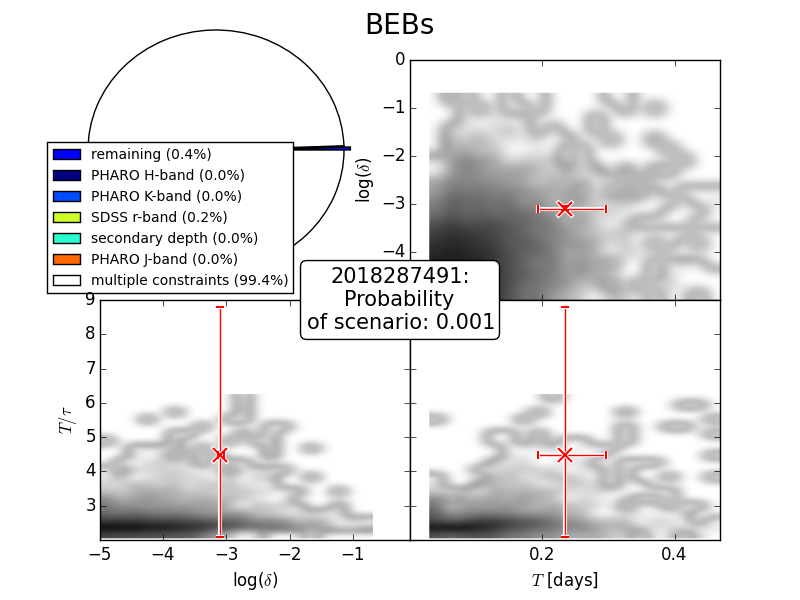 BEBs
remaining (0.4%)
PHARO H-band (0.0%)
PHARO K-band (0.0%)
SDSS r-band (0.2%)
secondary depth (0.0%)
PHARO J-band (0.0%)
multiple constraints (99.4%)
0
−1
−2
−3
−4
log(δ)
2018287491:
Probability
of scenario: 0.001
9
8
7
6
5
4
3
T/τ
−5
−4
−3
−2
−1
log(δ)
0.2
0.4
T [days]